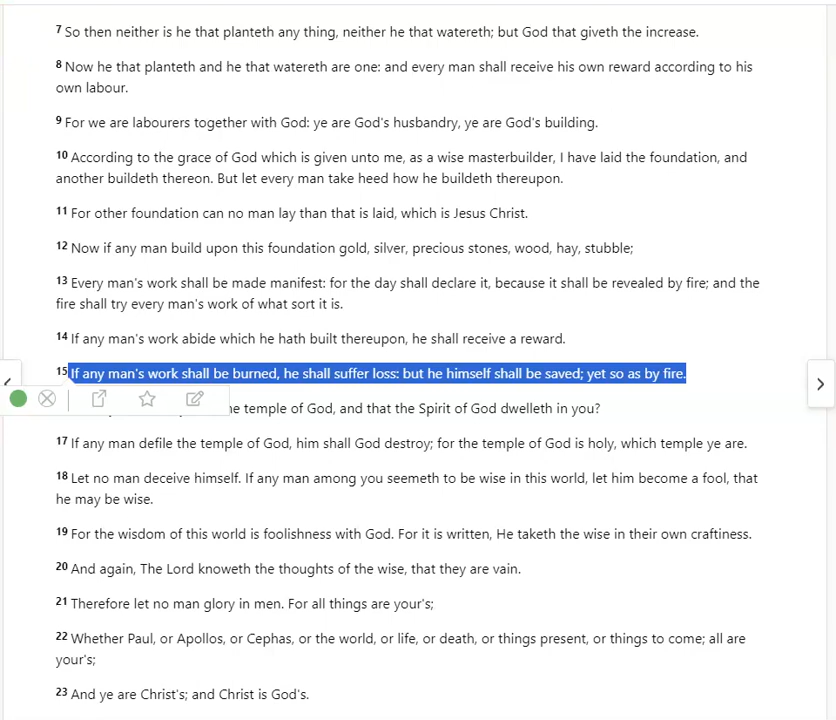 7 So then neither is he that planteth any thing, neither he that watereth; but God that giveth the increase.
8 Now he that planteth and he that watereth are one: and every man shall receive his own reward according to his
own labour.
9 For we are labourers together with God: ye are God's husbandry, ye are God's building.
10 According to the grace of God which is given unto me, as a wise masterbuilder, I have laid the foundation, and
another buildeth thereon. But let every man take heed how he buildeth thereupon.
11 For other foundation can no man lay than that is laid, which is Jesus Christ.
12 Now if any man build upon this foundation gold, silver, precious stones, wood, hay, stubble;
13 Every man's work shall be made manifest: for the day shall declare it, because it shall be revealed by fire; and the
fire shall try every man's work of what sort it is.
14 If any man's work abide which he hath built thereupon, he shall receive a reward.
15 If any man's work shall be burned, he shall suffer loss: but he himself shall be saved; yet so as by fire.
temple of God, and that the Spirit of God dwelleth in you?
17 If any man defile the temple of God, him shall God destroy; for the temple of God is holy, which temple ye are.
18 Let no man deceive himself. If any man among you seemeth to be wise in this world, let him become a fool, that
he may be wise.
19 For the wisdom of this world is foolishness with God. For it is written, He taketh the wise in their own craftiness.
20 And again, The Lord knoweth the thoughts of the wise, that they are vain.
21 Therefore let no man glory in men. For all things are your's;
22 Whether Paul, or Apollos, or Cephas, or the world, or life, or death, or things present, or things to come; all are
your's;
23 And ye are Christ's; and Christ is God's.